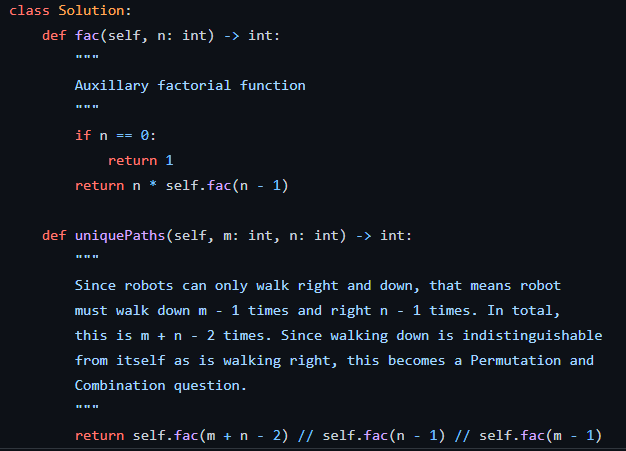 class Solution:
    def fac(self, n: int) -> int:
        """
        Auxillary factorial function
        """
        if n == 0:
            return 1
        return n * self.fac(n - 1)

    def uniquePaths(self, m: int, n: int) -> int:
        """
        Since robots can only walk right and down, that means robot
        must walk down m - 1 times and right n - 1 times. In total,
        this is m + n - 2 times. Since walking down is indistinguishable
        from itself as is walking right, this becomes a Permutation and
        Combination question.
        """
        return self.fac(m + n - 2) // self.fac(n - 1) // self.fac(m - 1)